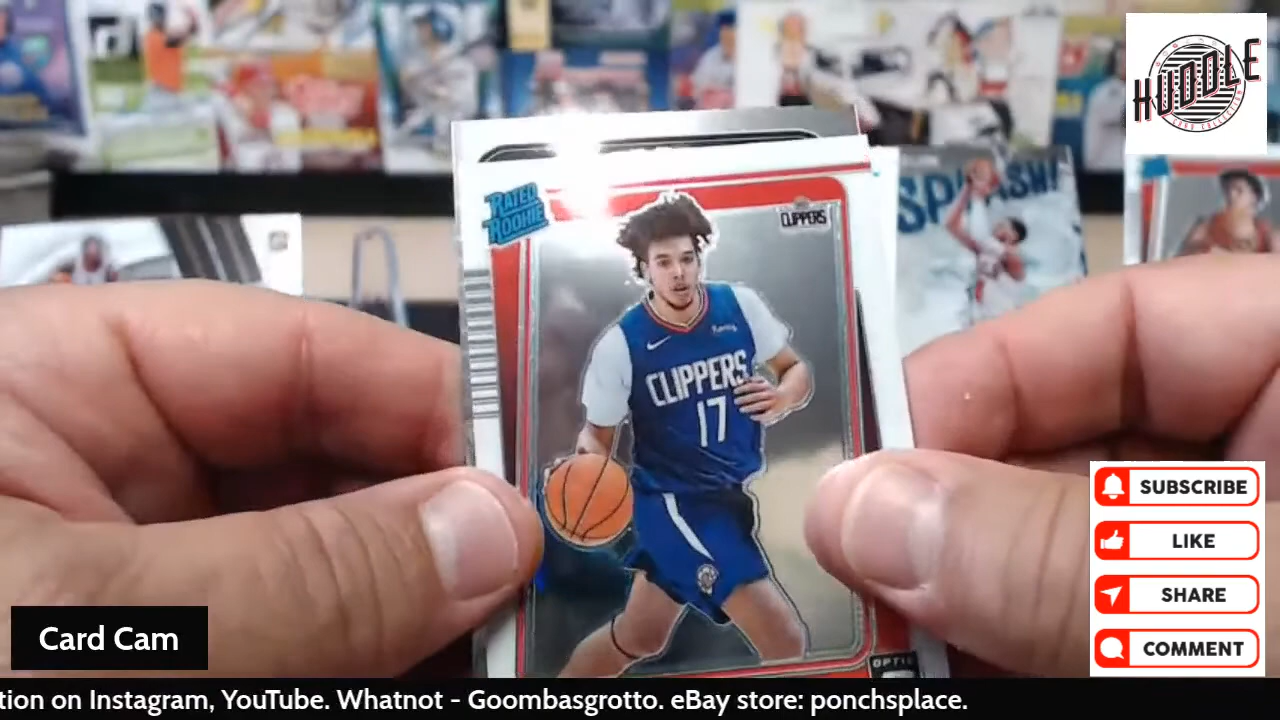 HUDDLE
RATED
ROOKIE
CLIPPERS
SPLASH!
CLIPPERS
17
SUBSCRIBE
LIKE
SHARE
COMMENT
Card Cam
OPTIC
tion on Instagram, YouTube. Whatnot - Goombasgrotto. eBay store: ponchsplace.